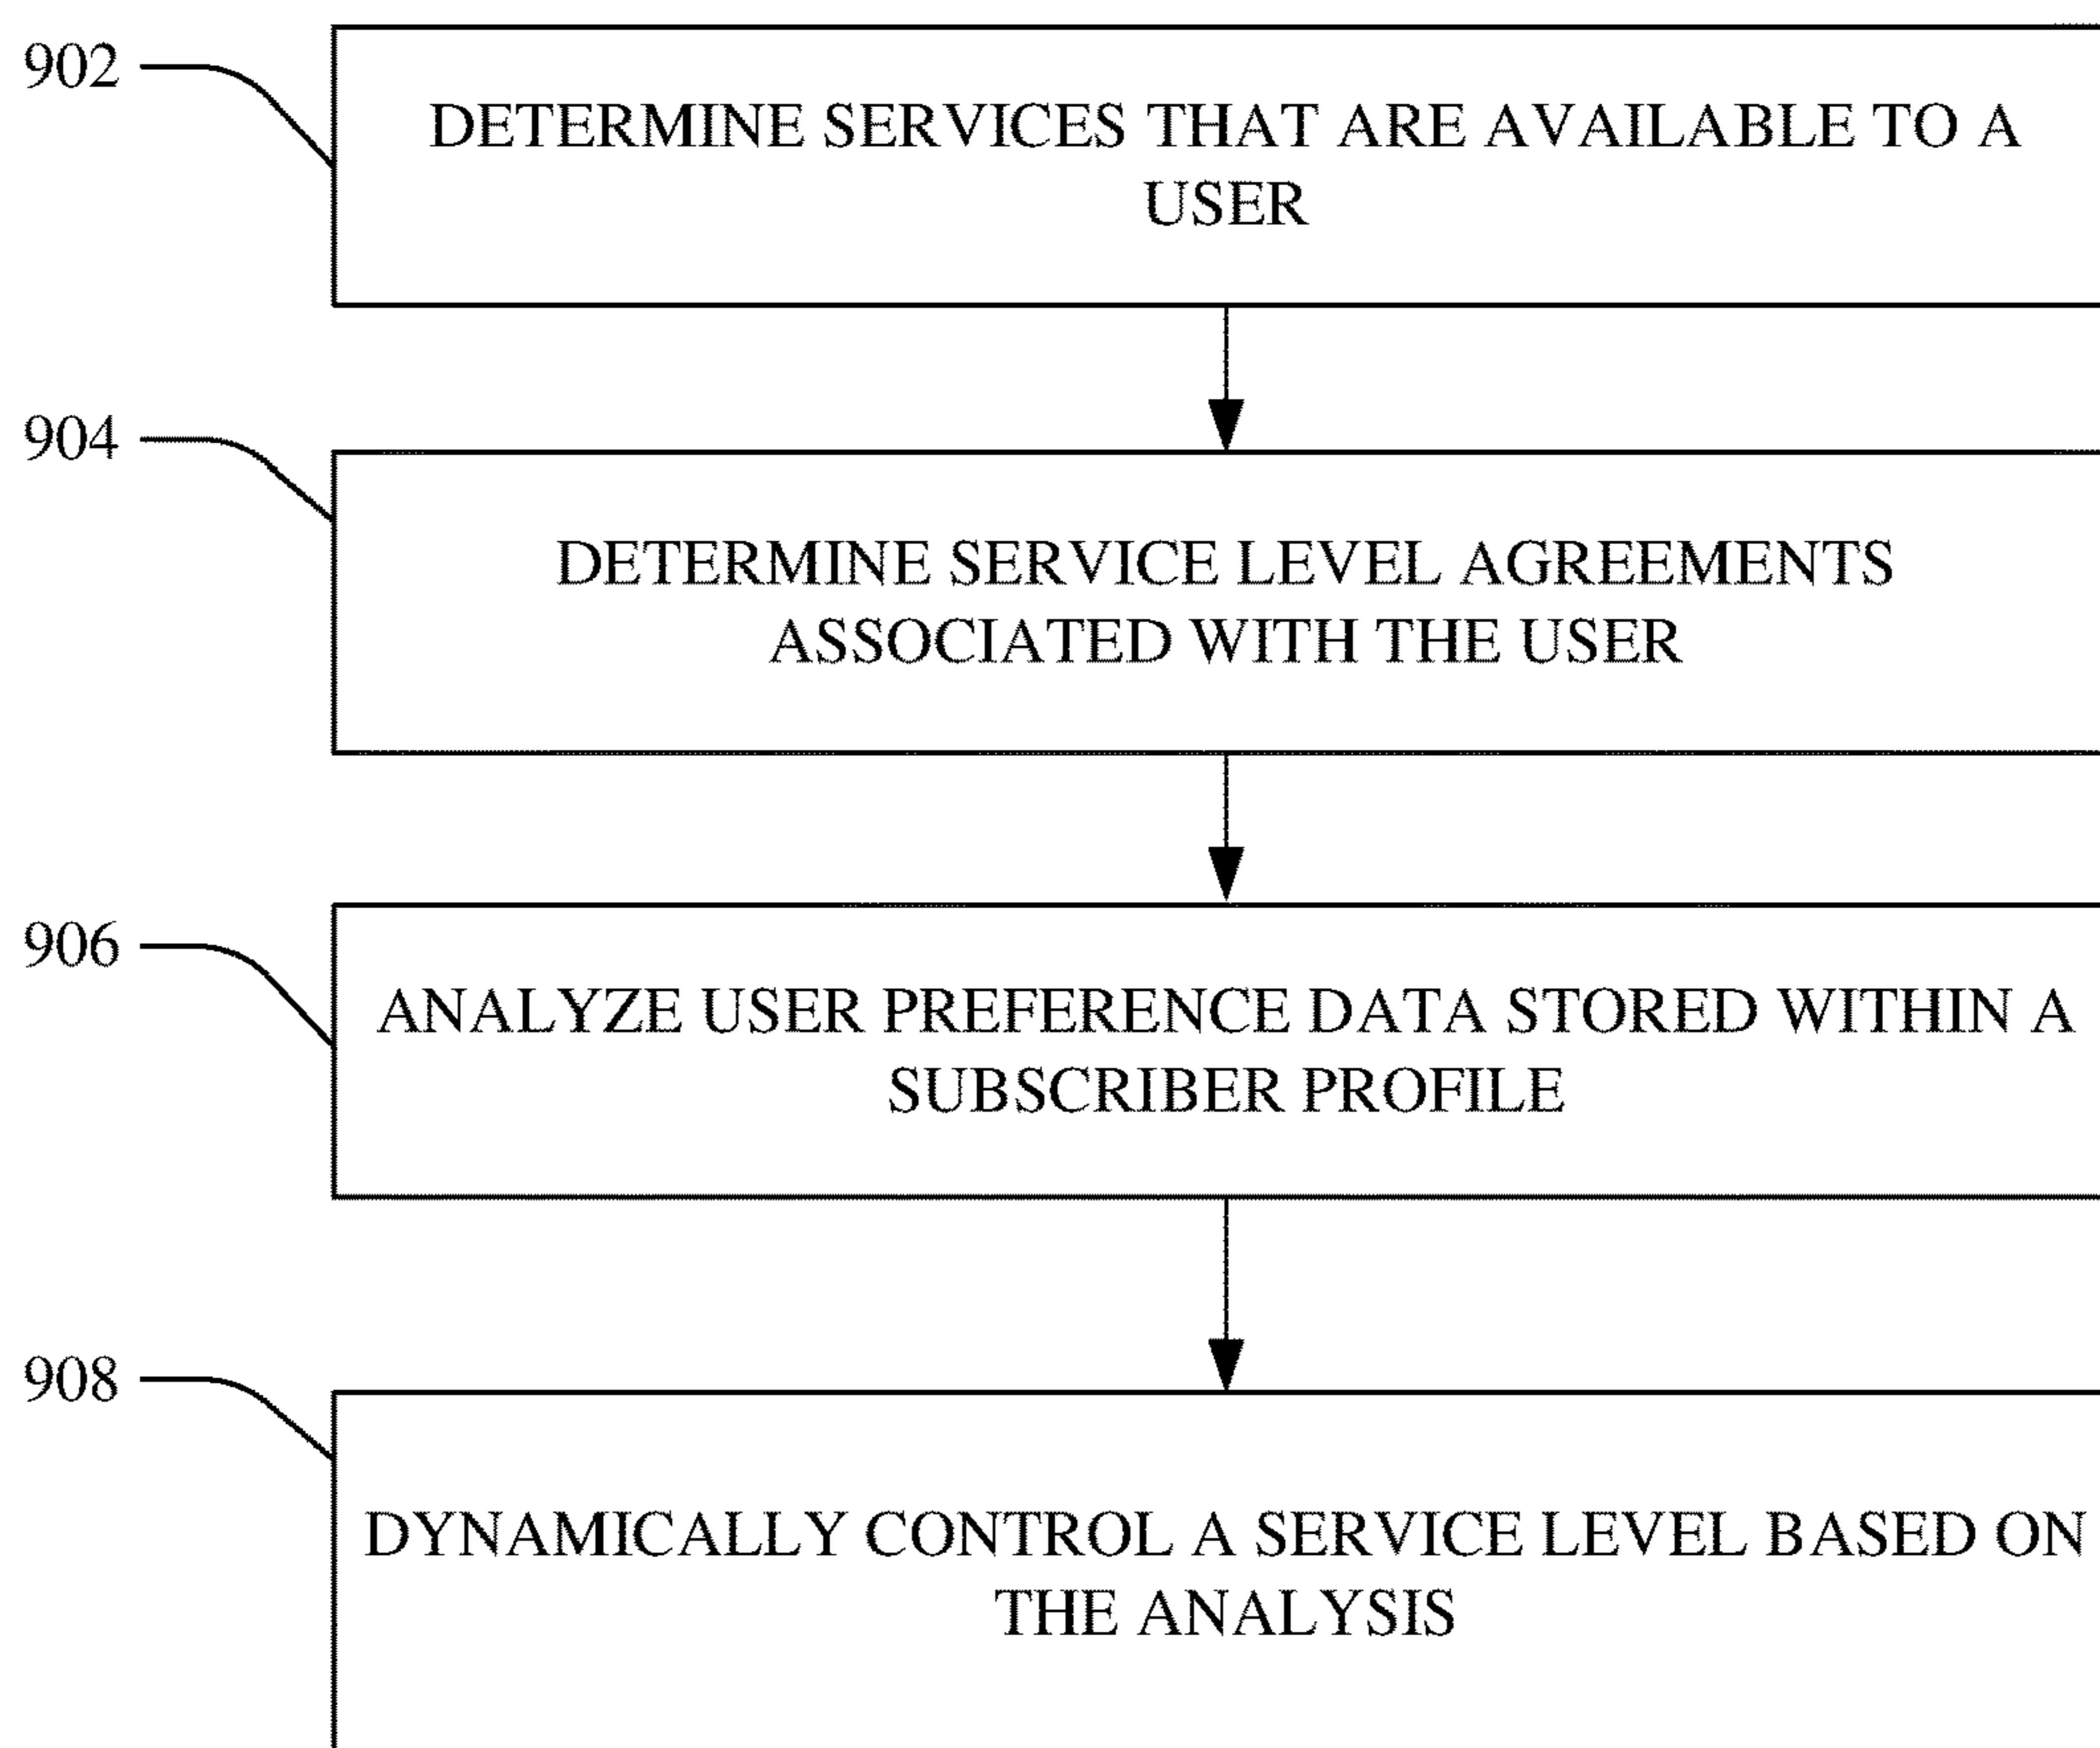 902
DETERMINE SERVICES THAT ARE AVAILABLE TO A
USER
904
DETERMINE SERVICE LEVEL AGREEMENTS
ASSOCIATED WITH THE USER
906
ANALYZE USER PREFERENCE DATA STORED WITHIN A
SUBSCRIBER PROFILE
908
DYNAMICALLY CONTROL A SERVICE LEVEL BASED ON
THE ANALYSIS